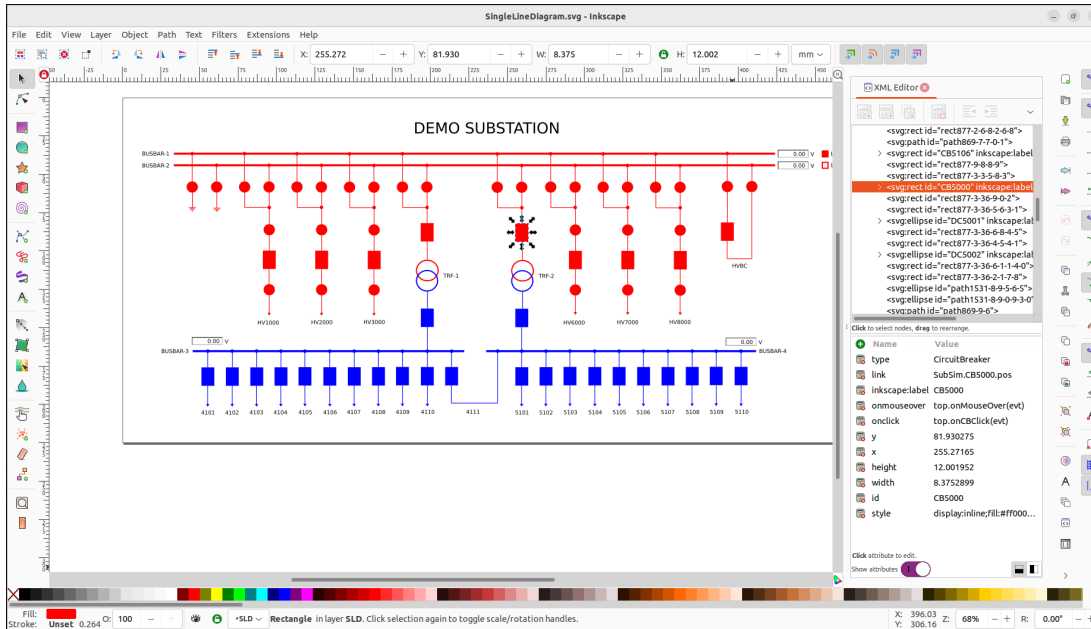 SingleLineDiagram.svg - Inkscape
File Edit View Layer Object Path Text Filters Extensions Help
X: 255.272 − + Y: 81.930 − + W: 8.375 − + H: 12.002 − + mm
XML Editor
<svg:rect id="rect877-2-6-8-2-6-8">
<svg:path id="path869-7-7-0-1">
<svg:rect id="CB5106" inkscape:label
<svg:rect id="rect877-9-8-8-9">
<svg:rect id="rect877-3-3-5-8-3">
<svg:rect id="CB5000" inkscape:label
<svg:rect id="rect877-3-36-9-0-2">
<svg:rect id="rect877-3-36-5-6-3-1">
<svg:ellipse id="DC5001" inkscape:label
<svg:rect id="rect877-3-36-6-8-4-5">
<svg:rect id="rect877-3-36-4-5-4-1">
<svg:ellipse id="DC5002" inkscape:label
<svg:rect id="rect877-3-36-6-1-1-4-0">
<svg:rect id="rect877-3-36-2-1-7-8">
<svg:ellipse id="path1531-8-9-5-6-5">
<svg:ellipse id="path1531-8-9-0-9-3-0"
<svg:path id="path869-9-6">
Click to select nodes, drag to rearrange.
Name Value
type CircuitBreaker
link SubSim.CB5000.pos
inkscape:label CB5000
onmouseover top.onMouseOver(evt)
onclick top.onCBClick(evt)
y 81.930275
x 255.27165
height 12.001952
width 8.3752899
id CB5000
style display:inline;fill:#ff000...
Click attribute to edit.
Show attributes
DEMO SUBSTATION
BUSBAR-1 0.00 V
BUSBAR-2 0.00 V
HVBC
TRF-1 TRF-2
HV1000 HV2000 HV3000 HV6000 HV7000 HV8000
0.00 V 0.00 V
BUSBAR-3 BUSBAR-4
4101 4102 4103 4104 4105 4106 4107 4108 4109 4110 4111 5101 5102 5103 5104 5105 5106 5107 5108 5109 5110
Fill: O: 100 − + •SLD Rectangle in layer SLD. Click selection again to toggle scale/rotation handles. X: 396.03 Z: 68% − + R: 0.00° − +
Stroke: Unset 0.264 Y: 306.16